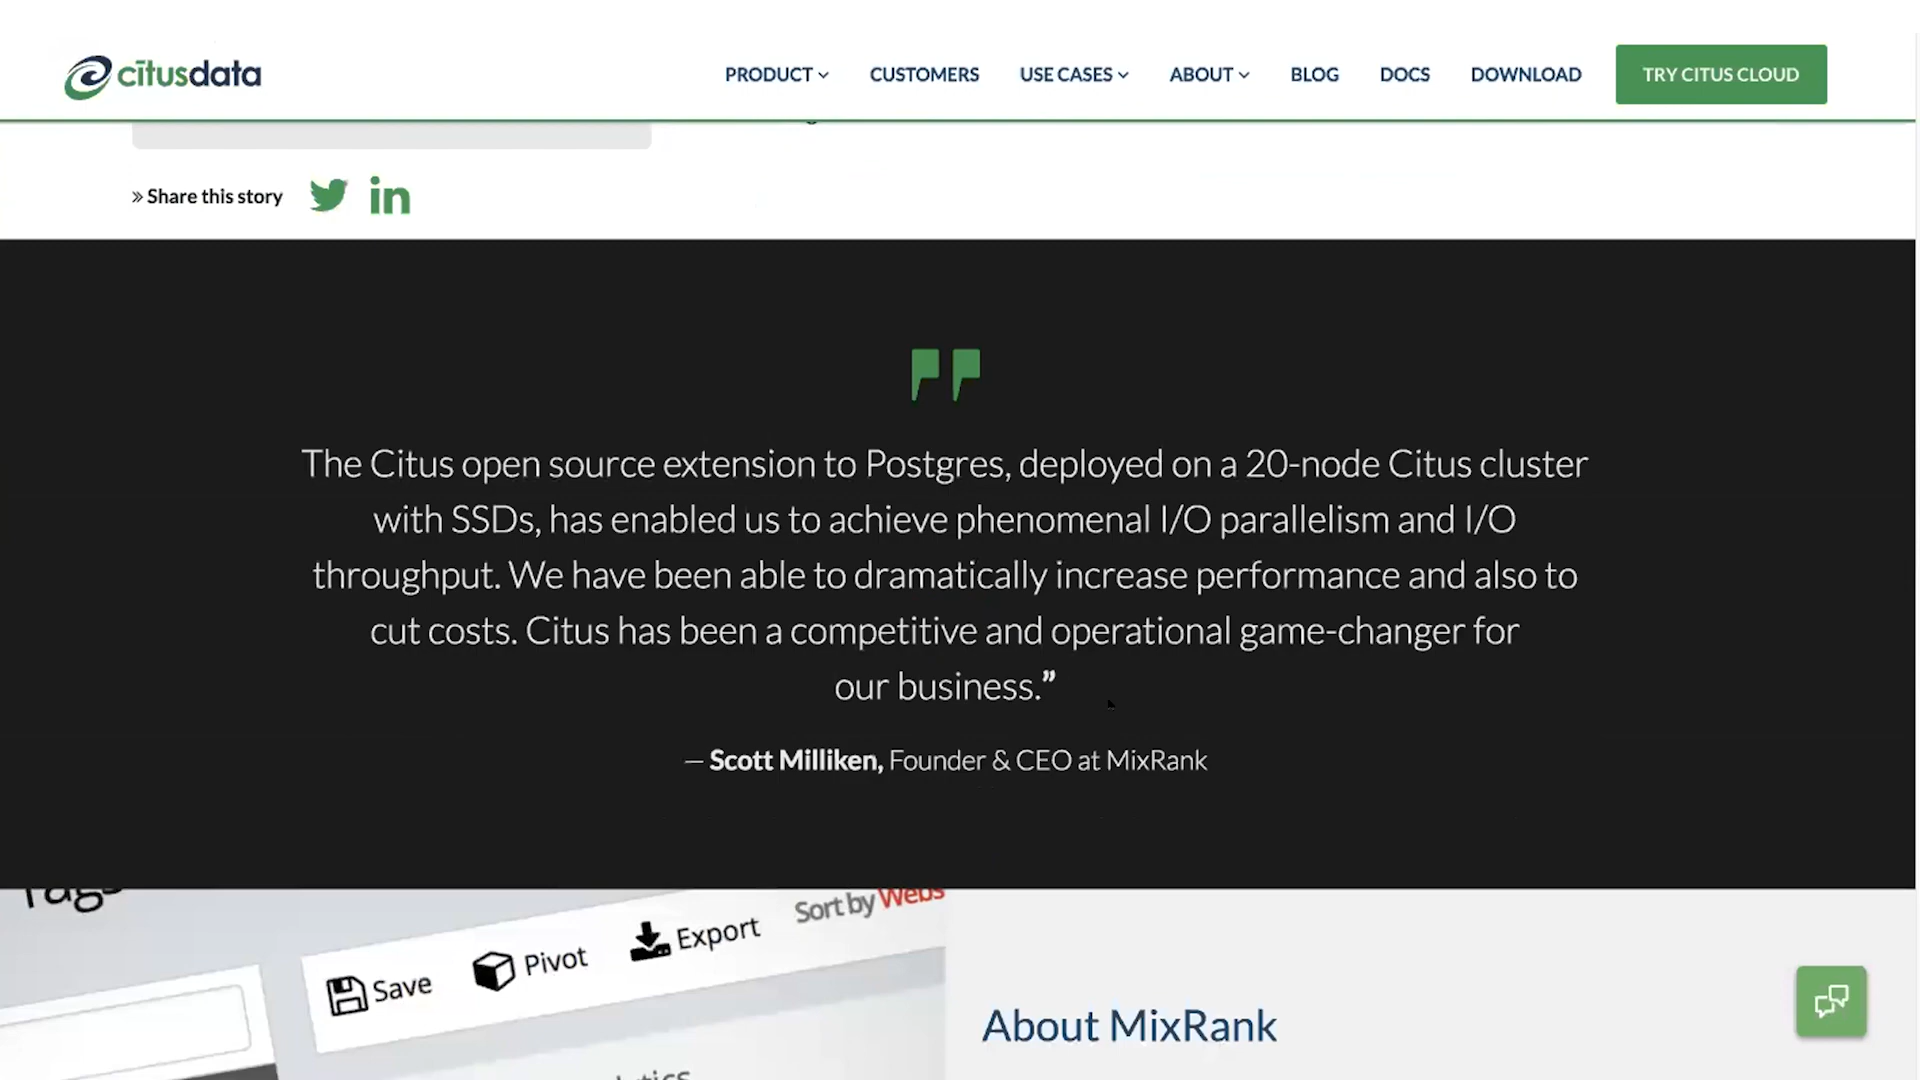 cītusdata
PRODUCT CUSTOMERS USE CASES ABOUT BLOG DOCS DOWNLOAD TRY CITUS CLOUD
» Share this story
The Citus open source extension to Postgres, deployed on a 20-node Citus cluster
with SSDs, has enabled us to achieve phenomenal I/O parallelism and I/O
throughput. We have been able to dramatically increase performance and also to
cut costs. Citus has been a competitive and operational game-changer for
our business.”
— Scott Milliken, Founder & CEO at MixRank
Tags
Save Pivot Export Sort by Webs
About MixRank